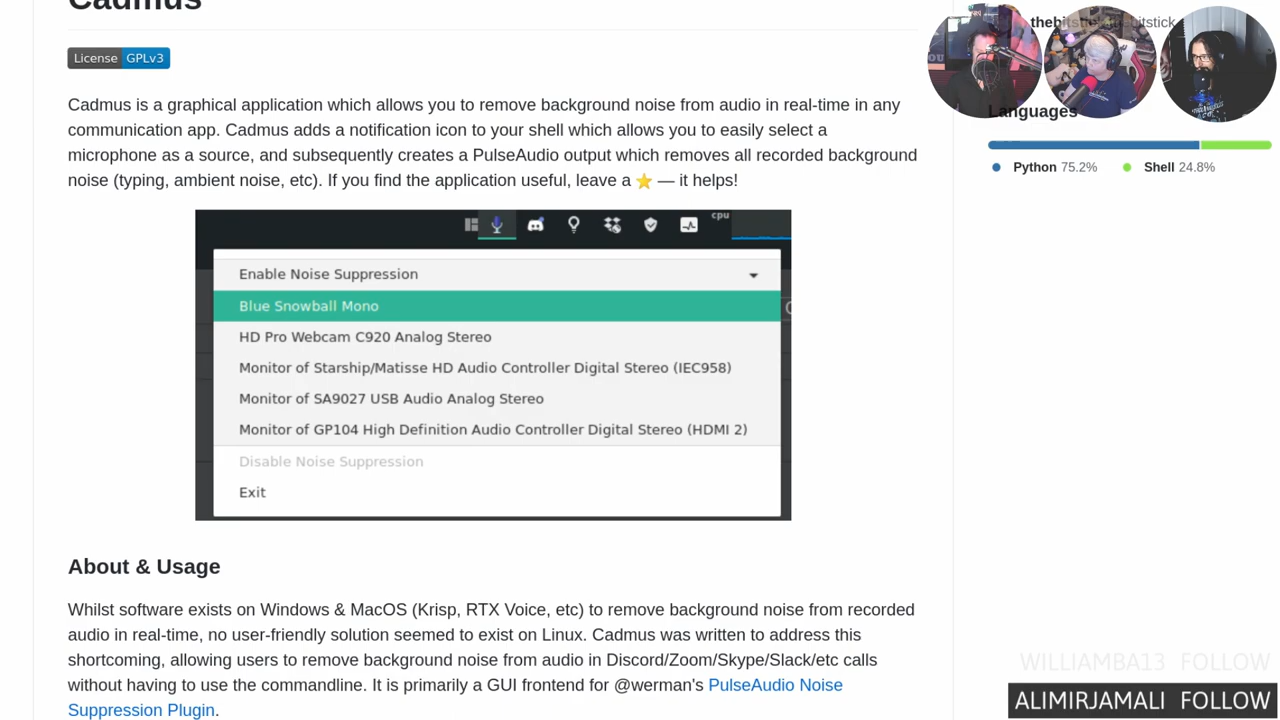 Cadmus
License GPLv3
Cadmus is a graphical application which allows you to remove background noise from audio in real-time in any
communication app. Cadmus adds a notification icon to your shell which allows you to easily select a
microphone as a source, and subsequently creates a PulseAudio output which removes all recorded background
noise (typing, ambient noise, etc). If you find the application useful, leave a ⭐ — it helps!
cpu
Enable Noise Suppression
Blue Snowball Mono
HD Pro Webcam C920 Analog Stereo
Monitor of Starship/Matisse HD Audio Controller Digital Stereo (IEC958)
Monitor of SA9027 USB Audio Analog Stereo
Monitor of GP104 High Definition Audio Controller Digital Stereo (HDMI 2)
Disable Noise Suppression
Exit
About & Usage
Whilst software exists on Windows & MacOS (Krisp, RTX Voice, etc) to remove background noise from recorded
audio in real-time, no user-friendly solution seemed to exist on Linux. Cadmus was written to address this
shortcoming, allowing users to remove background noise from audio in Discord/Zoom/Skype/Slack/etc calls
without having to use the commandline. It is primarily a GUI frontend for @werman's PulseAudio Noise
Suppression Plugin.
Languages
Python 75.2% Shell 24.8%
WILLIAMBA13 FOLLOW
ALIMIRJAMALI FOLLOW